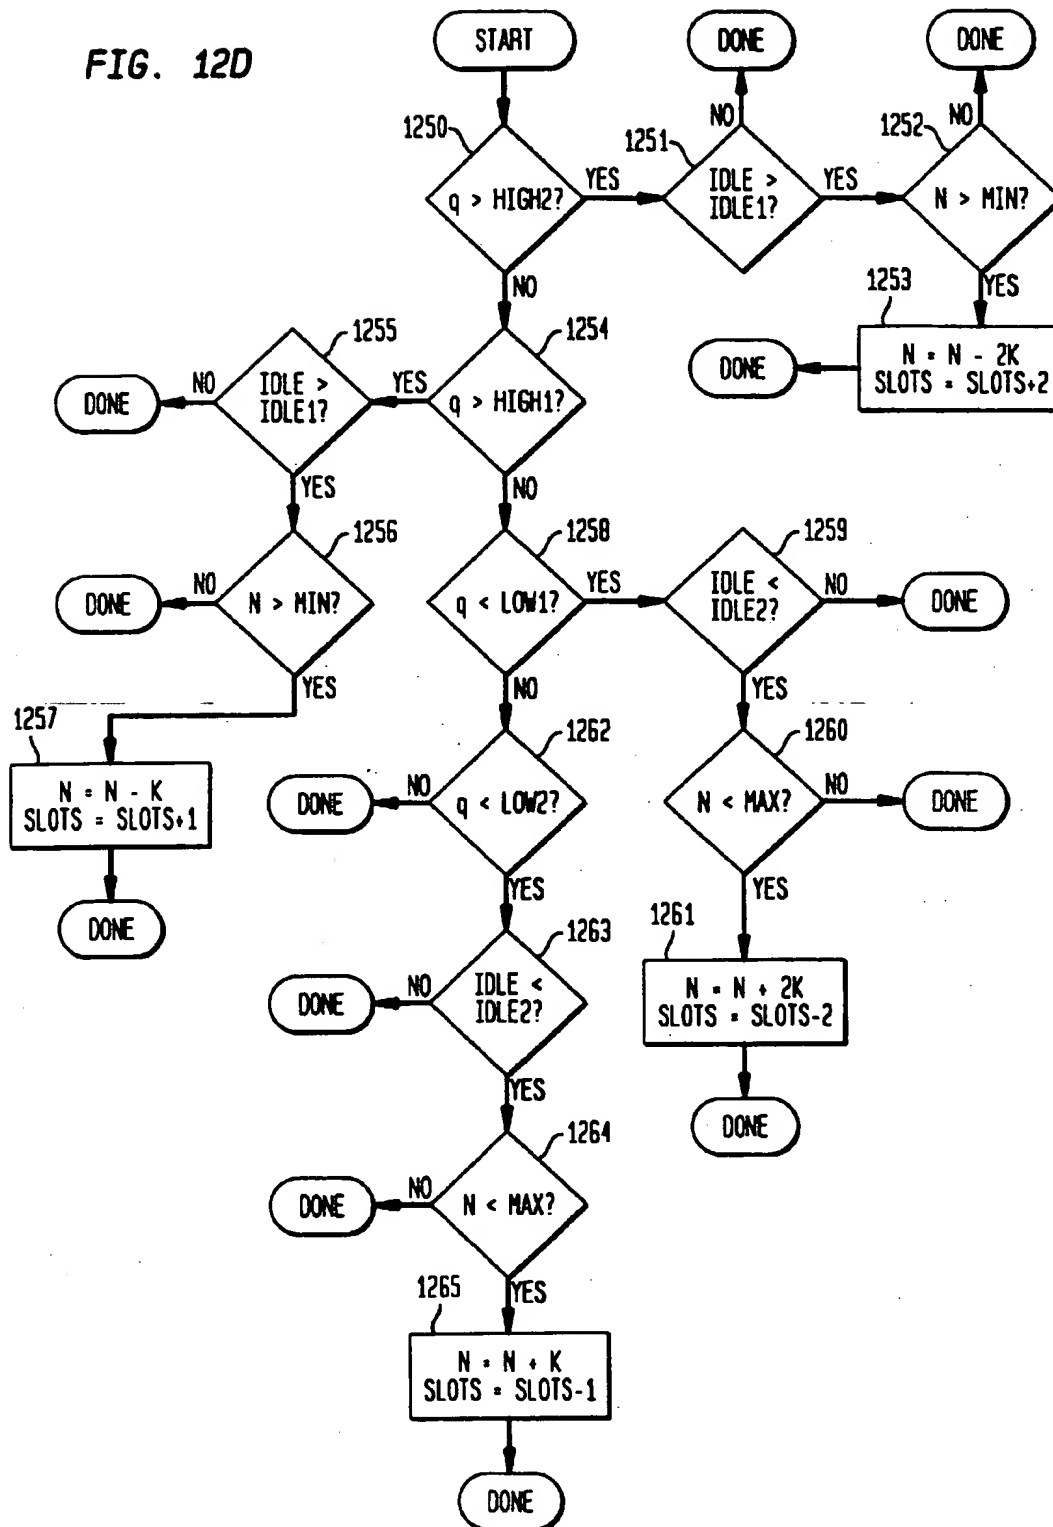 FIG. 12D
START
DONE
DONE
1250
q > HIGH2?
YES
NO
1251
NO
IDLE >
IDLE1?
YES
1252
NO
N > MIN?
YES
1253
N = N - 2K
SLOTS = SLOTS+2
DONE
1254
q > HIGH1?
YES
NO
1255
IDLE >
IDLE1?
NO
DONE
YES
1256
N > MIN?
NO
DONE
YES
1257
N = N - K
SLOTS = SLOTS+1
DONE
1258
q < LOW1?
YES
NO
1259
IDLE <
IDLE2?
NO
DONE
YES
1260
N < MAX?
NO
DONE
YES
1261
N = N + 2K
SLOTS = SLOTS-2
DONE
1262
q < LOW2?
NO
DONE
YES
1263
IDLE <
IDLE2?
NO
DONE
YES
1264
N < MAX?
NO
DONE
YES
1265
N = N + K
SLOTS = SLOTS-1
DONE